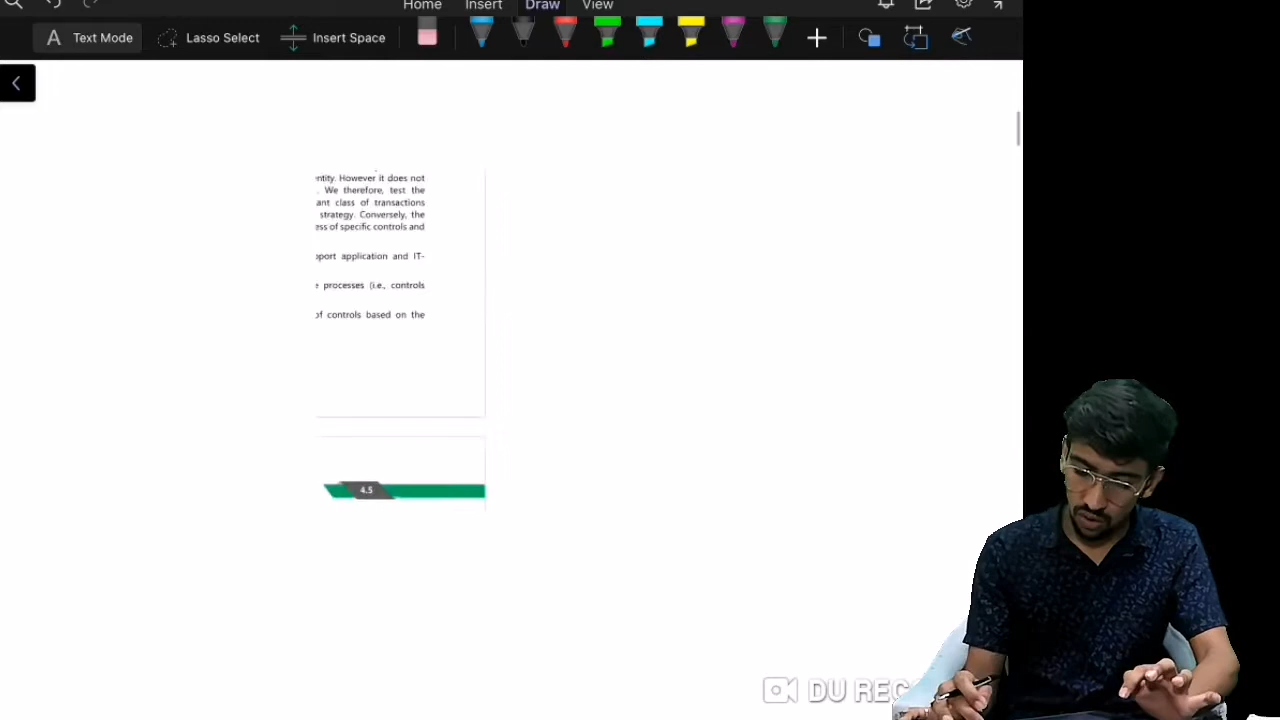 Home Insert Draw View
A Text Mode Lasso Select Insert Space
entity. However it does not
. We therefore, test the
ant class of transactions
strategy. Conversely, the
ess of specific controls and
pport application and IT-
e processes (i.e., controls
of controls based on the
4.5
DU REC